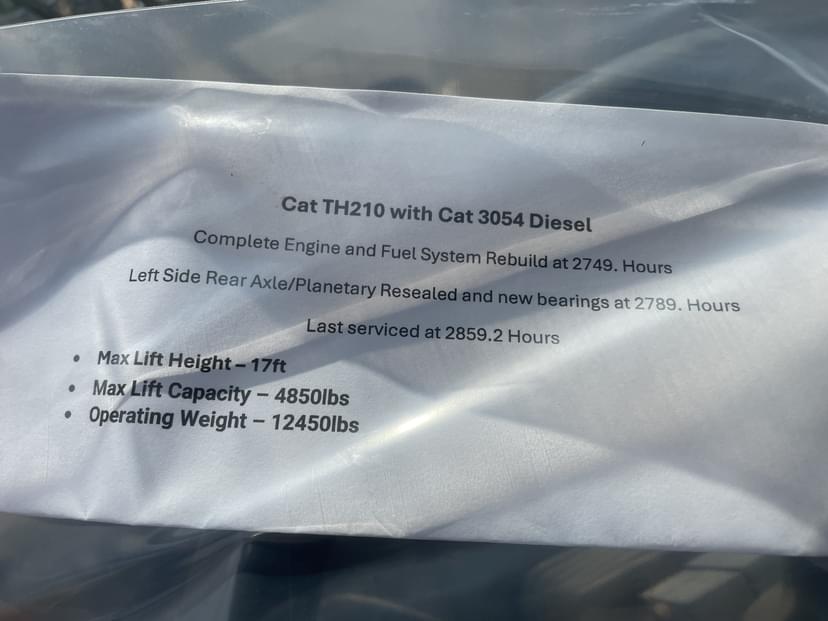 Cat TH210 with Cat 3054 Diesel
Complete Engine and Fuel System Rebuild at 2749. Hours
Left Side Rear Axle/Planetary Resealed and new bearings at 2789. Hours
Last serviced at 2859.2 Hours
• Max Lift Height – 17ft
• Max Lift Capacity – 4850lbs
• Operating Weight – 12450lbs